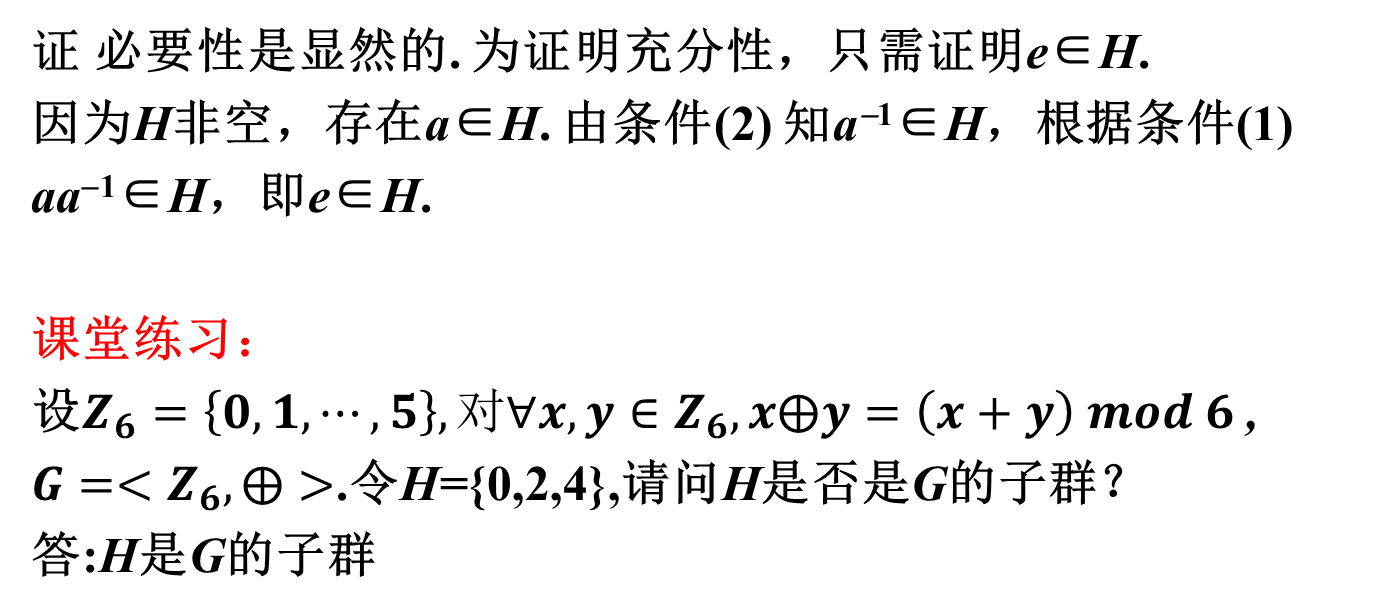 证 必要性是显然的. 为证明充分性，只需证明e∈H.
因为H非空，存在a∈H. 由条件(2) 知a⁻¹∈H，根据条件(1)
aa⁻¹∈H，即e∈H.
课堂练习：
设Z₆ = {0, 1, ⋯ , 5}, 对∀x, y ∈ Z₆, x⊕y = (x + y) mod 6 ,
G =< Z₆, ⊕ >.令H={0,2,4},请问H是否是G的子群？
答:H是G的子群